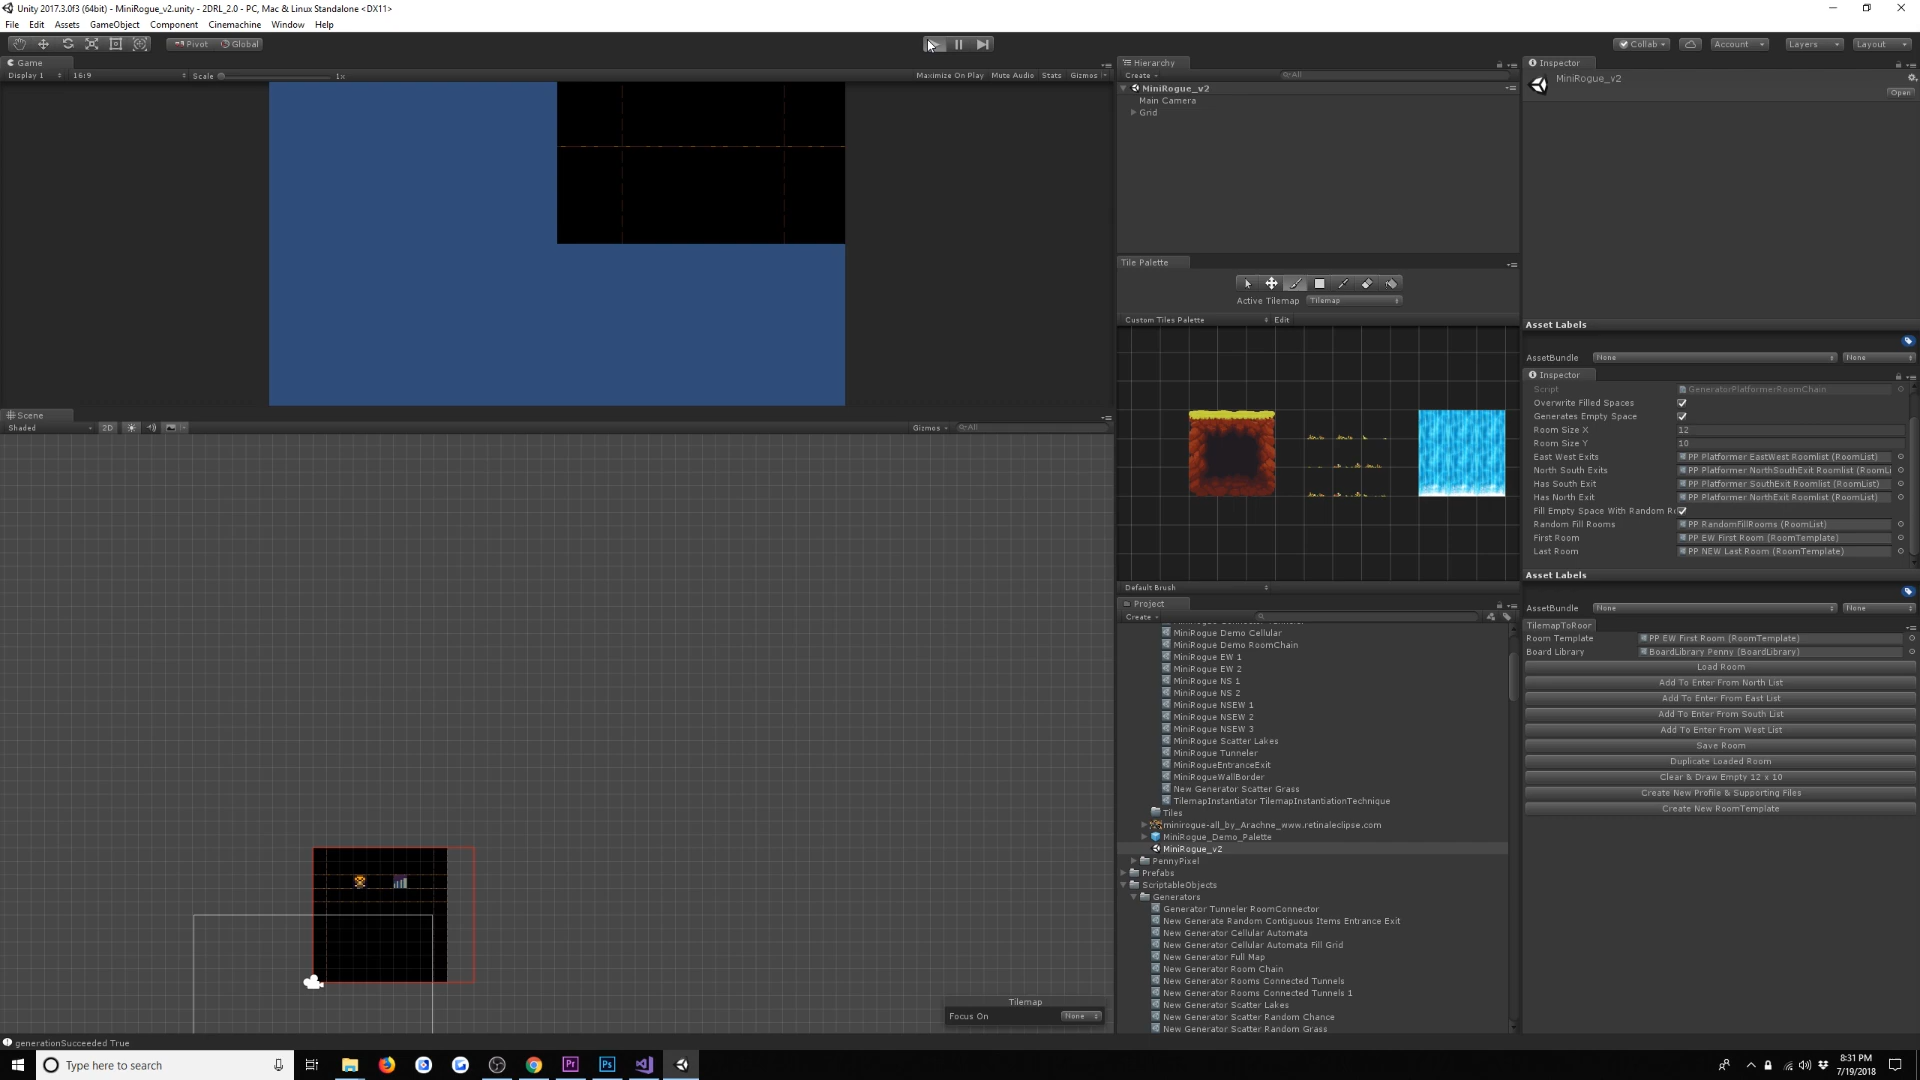 Unity 2017.3.0f3 (64bit) - MiniRogue_v2.unity - 2DRL_2.0 - PC, Mac & Linux Standalone <DX11>
File Edit Assets GameObject Component Cinemachine Window Help
Pivot Global
Collab Account Layers Layout
Game
Display 1 16:9 Scale 1x Maximize On Play Mute Audio Stats Gizmos
Scene
Shaded 2D Gizmos All
Tilemap
Focus On None
Hierarchy
Create All
MiniRogue_v2
Main Camera
Grid
Tile Palette
Active Tilemap Tilemap
Custom Tiles Palette Edit
Default Brush
Project
Create
MiniRogue Demo Cellular
MiniRogue Demo RoomChain
MiniRogue EW 1
MiniRogue EW 2
MiniRogue NS 1
MiniRogue NS 2
MiniRogue NSEW 1
MiniRogue NSEW 2
MiniRogue NSEW 3
MiniRogue Scatter Lakes
MiniRogue Tunneler
MiniRogueEntranceExit
MiniRogueWallBorder
New Generator Scatter Grass
TilemapInstantiator TilemapInstantiationTechnique
Tiles
minirogue-all_by_Arachne_www.retinaleclipse.com
MiniRogue_Demo_Palette
MiniRogue_v2
PennyPixel
Prefabs
ScriptableObjects
Generators
Generator Tunneler RoomConnector
New Generate Random Contiguous Items Entrance Exit
New Generator Cellular Automata
New Generator Cellular Automata Fill Grid
New Generator Full Map
New Generator Room Chain
New Generator Rooms Connected Tunnels
New Generator Rooms Connected Tunnels 1
New Generator Scatter Lakes
New Generator Scatter Random Chance
New Generator Scatter Random Grass
Inspector
MiniRogue_v2
Open
Asset Labels
AssetBundle None None
Inspector
Script GeneratorPlatformerRoomChain
Overwrite Filled Spaces
Generates Empty Space
Room Size X 12
Room Size Y 10
East West Exits PP Platformer EastWest Roomlist (RoomList)
North South Exits PP Platformer NorthSouthExit Roomlist (RoomLi
Has South Exit PP Platformer SouthExit Roomlist (RoomList)
Has North Exit PP Platformer NorthExit Roomlist (RoomList)
Fill Empty Space With Random R
Random Fill Rooms PP RandomFillRooms (RoomList)
First Room PP EW First Room (RoomTemplate)
Last Room PP NEW Last Room (RoomTemplate)
Asset Labels
AssetBundle None None
TilemapToRoor
Room Template PP EW First Room (RoomTemplate)
Board Library BoardLibrary Penny (BoardLibrary)
Load Room
Add To Enter From North List
Add To Enter From East List
Add To Enter From South List
Add To Enter From West List
Save Room
Duplicate Loaded Room
Clear & Draw Empty 12 x 10
Create New Profile & Supporting Files
Create New RoomTemplate
generationSucceeded True
Type here to search
8:31 PM
7/19/2018